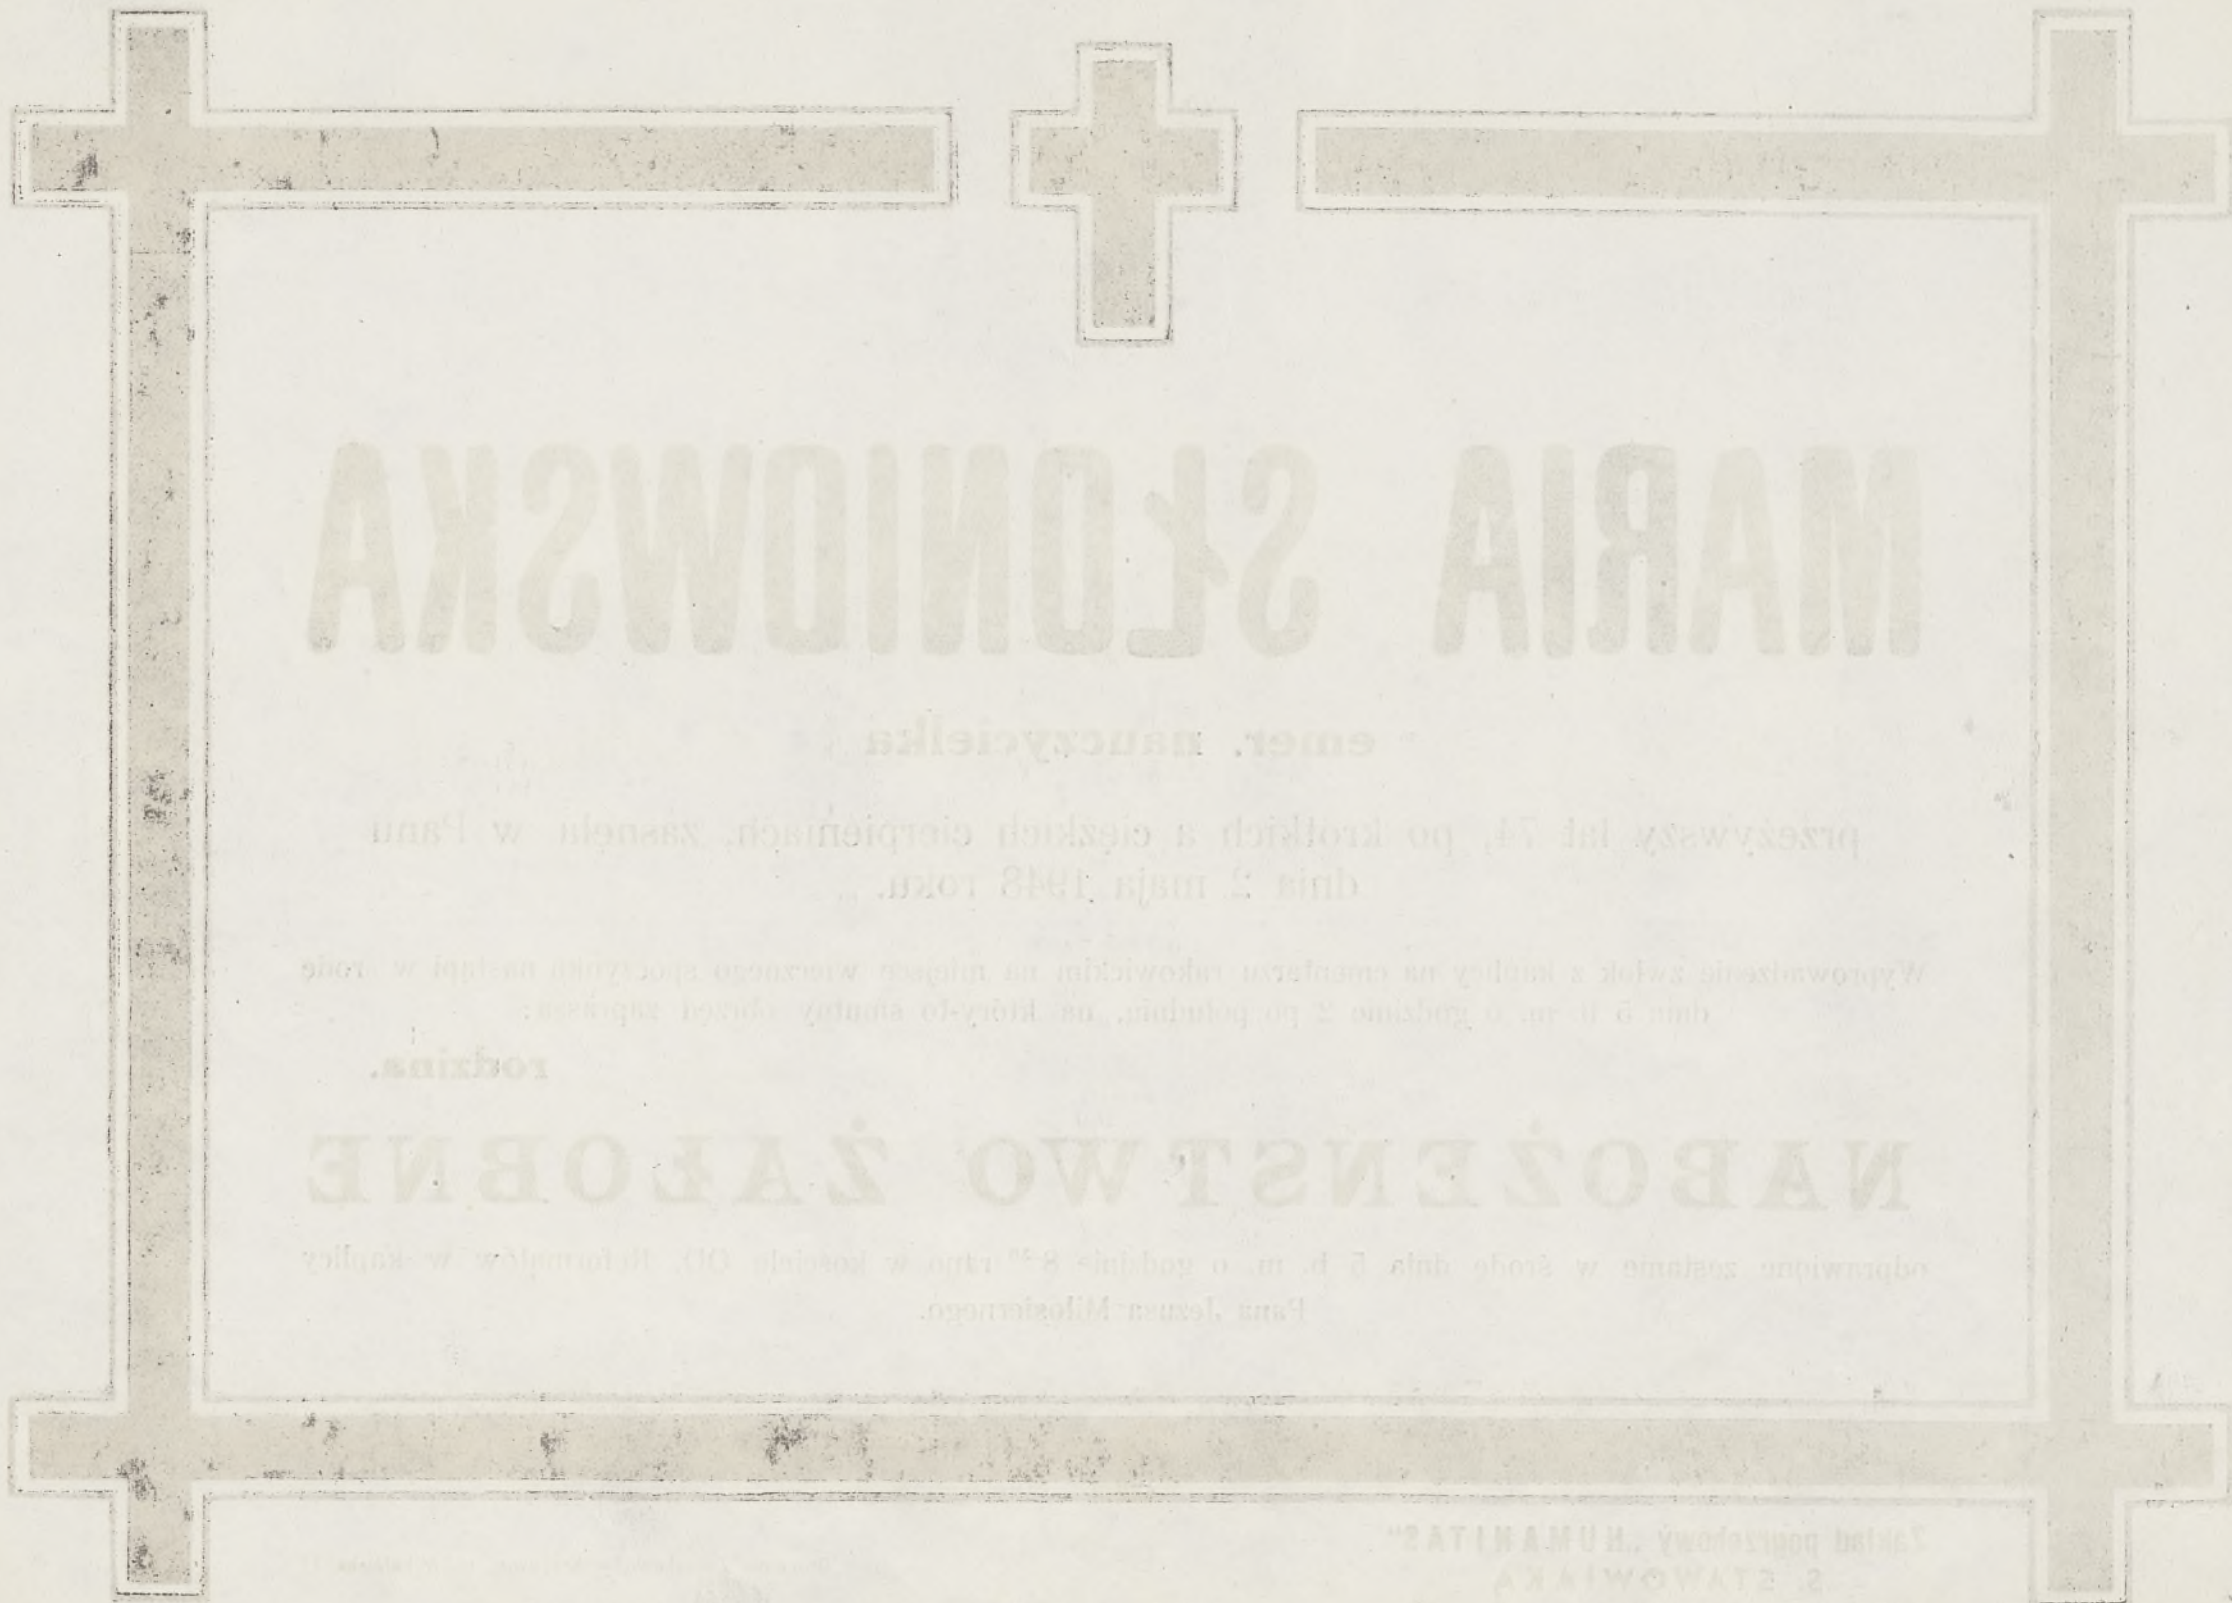 MARIA SŁONIOWSKA
emer. nauczycielka
przeżywszy lat 74, po krótkich a ciężkich cierpieniach, zasnęła w Panu
dnia 2 maja 1948 roku.
Wyprowadzenie zwłok z kaplicy na cmentarzu rakowickim na miejsce wiecznego spoczynku nastąpi w środę
dnia 5 b. m. o godzinie 2 po południu, na który-to smutny obrzęd zaprasza:
rodzina.
NABOŻENSTWO ŻAŁOBNE
odprawione zostanie w środę dnia 5 b. m. o godzinie 8³⁰ rano w kościele OO. Reformatów w kaplicy
Pana Jezusa Miłosiernego.
Zakład pogrzebowy „HUMANITAS"
S. STAWOWIAKA